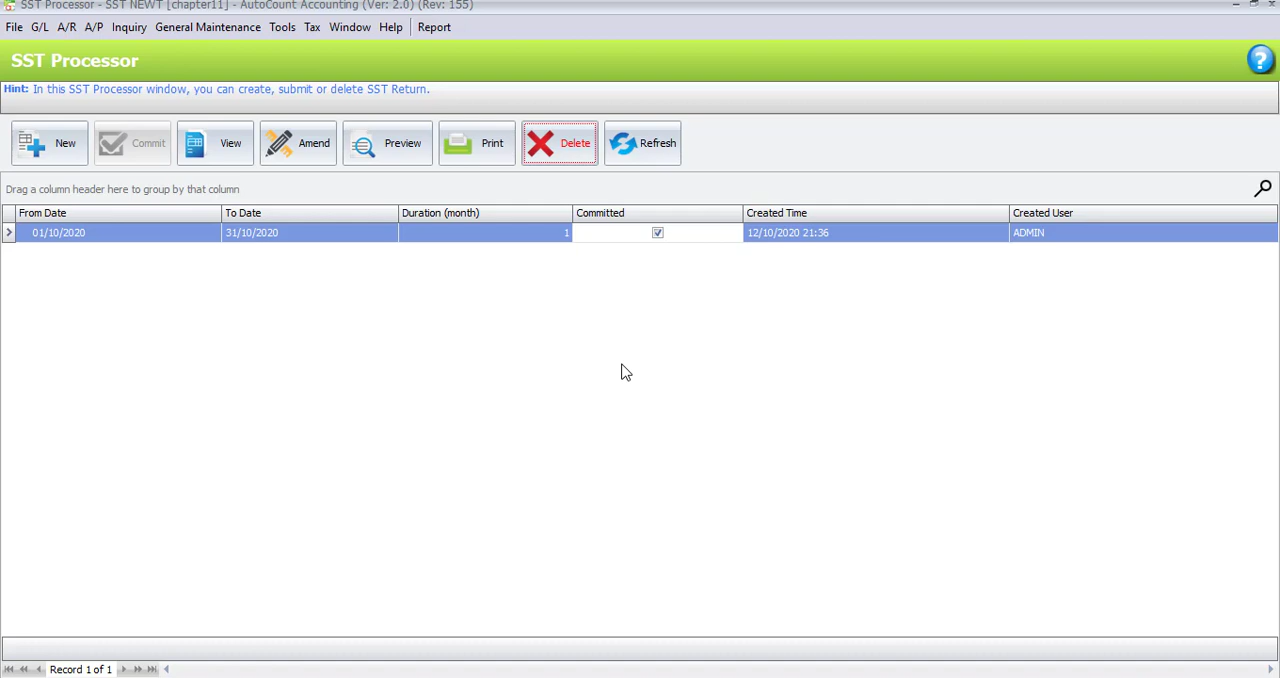 SST Processor - SST NEWT [chapter11] - AutoCount Accounting (Ver: 2.0) (Rev: 155)
File G/L A/R A/P Inquiry General Maintenance Tools Tax Window Help Report
SST Processor
Hint: In this SST Processor window, you can create, submit or delete SST Return.
New Commit View Amend Preview Print Delete Refresh
Drag a column header here to group by that column
From Date To Date Duration (month) Committed Created Time Created User
01/10/2020 31/10/2020 1 12/10/2020 21:36 ADMIN
Record 1 of 1